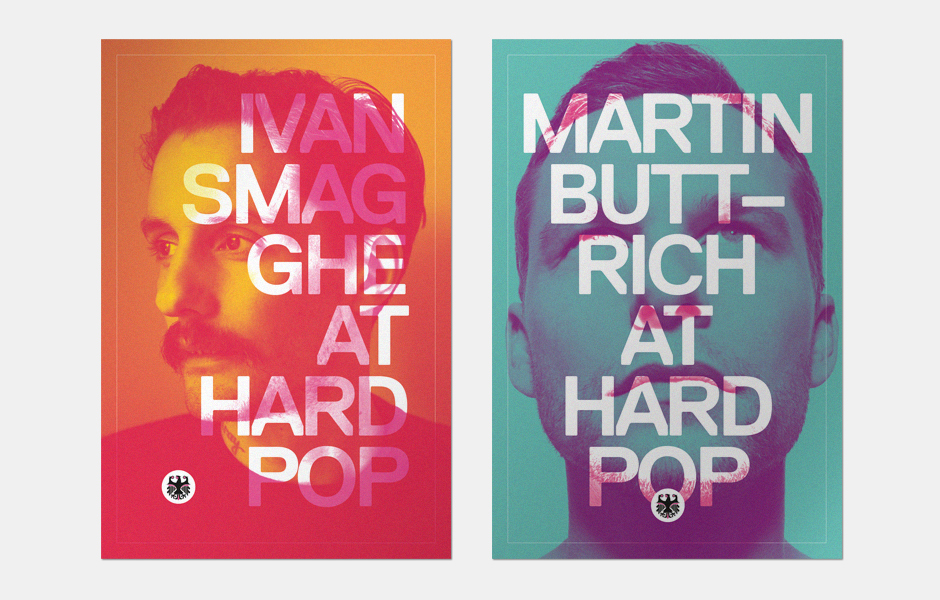 IVAN
SMAG
GHE
AT
HARD
POP
MARTIN
BUTT–
RICH
AT
HARD
POP